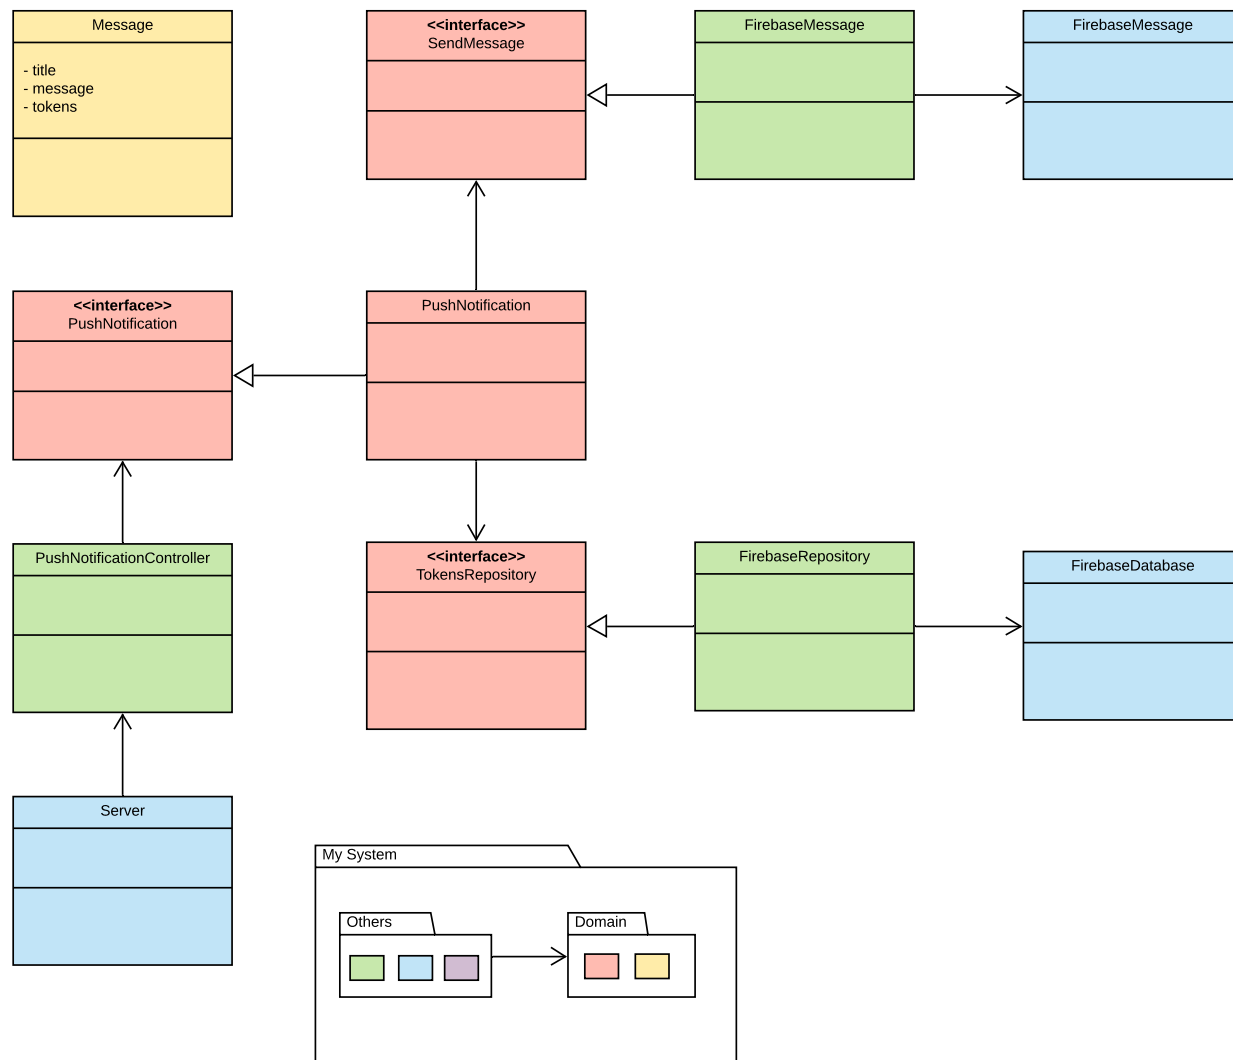 Message
- title
- message
- tokens
<<interface>>
SendMessage
FirebaseMessage
FirebaseMessage
<<interface>>
PushNotification
PushNotification
PushNotificationController
<<interface>>
TokensRepository
FirebaseRepository
FirebaseDatabase
Server
My System
Others
Domain